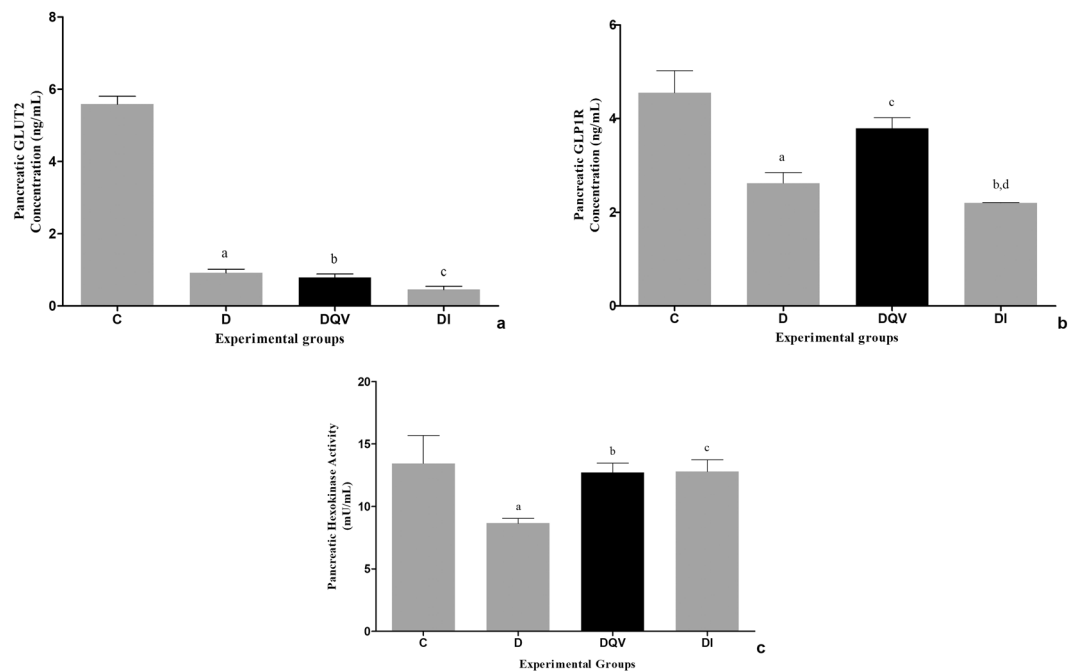 8
6
4
2
0
Pancreatic GLUT2
Concentration (ng/mL)
a
b
c
C
D
DQV
DI
Experimental groups
a
6
4
2
0
Pancreatic GLP1R
Concentration (ng/mL)
a
c
b,d
C
D
DQV
DI
Experimental groups
b
20
15
10
5
0
Pancreatic Hexokinase Activity
(mU/mL)
a
b
c
C
D
DQV
DI
Experimental Groups
c